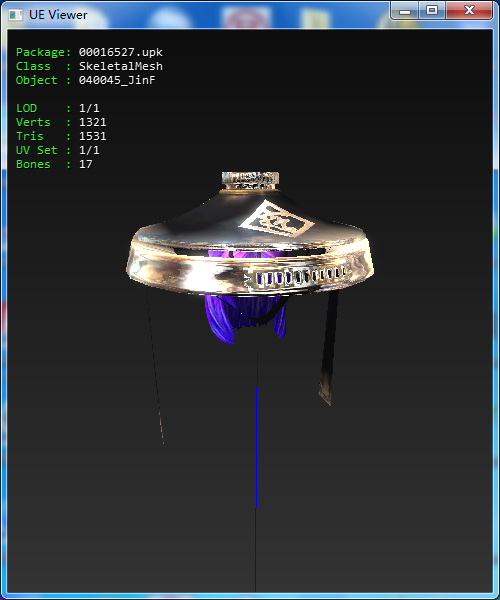 UE Viewer
Package: 00016527.upk
Class : SkeletalMesh
Object : 040045_JinF
LOD : 1/1
Verts : 1321
Tris : 1531
UV Set : 1/1
Bones : 17